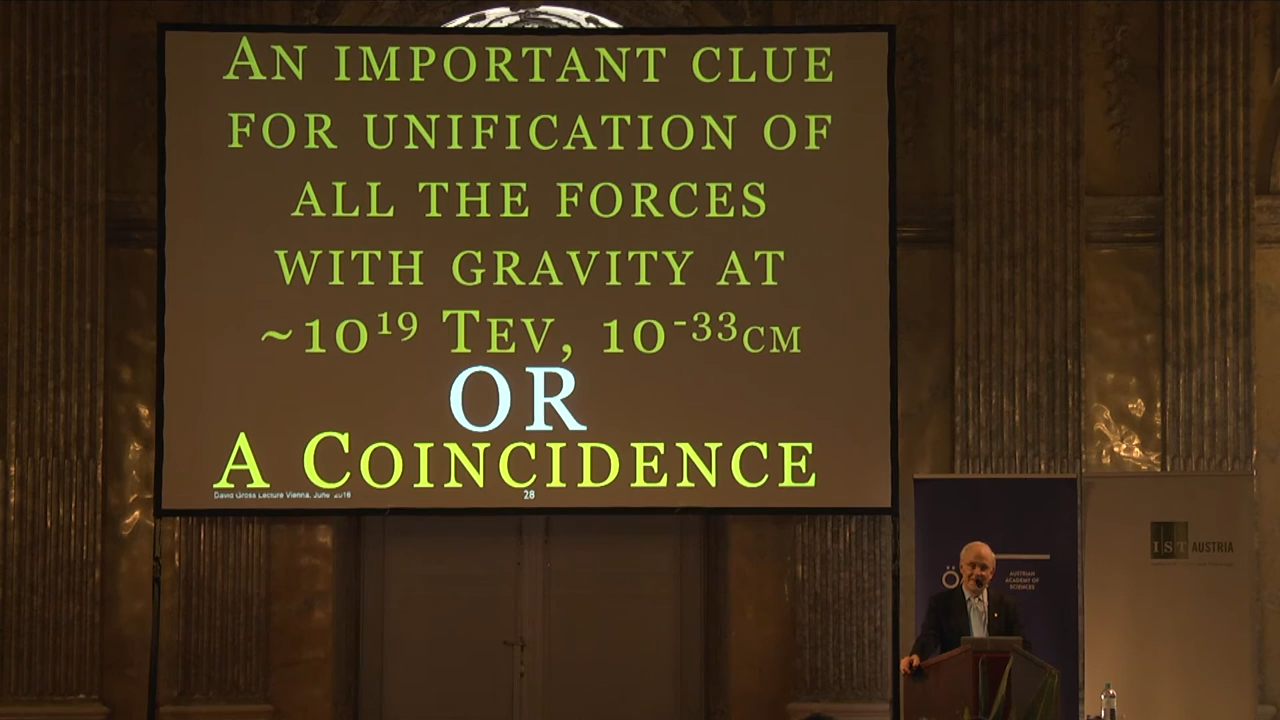 AN IMPORTANT CLUE
FOR UNIFICATION OF
ALL THE FORCES
WITH GRAVITY AT
~10¹⁹ TEV, 10⁻³³CM
OR
A COINCIDENCE
David Gross Lecture Vienna, June 2016
28
IST AUSTRIA
Ö
AUSTRIAN
ACADEMY OF
SCIENCES